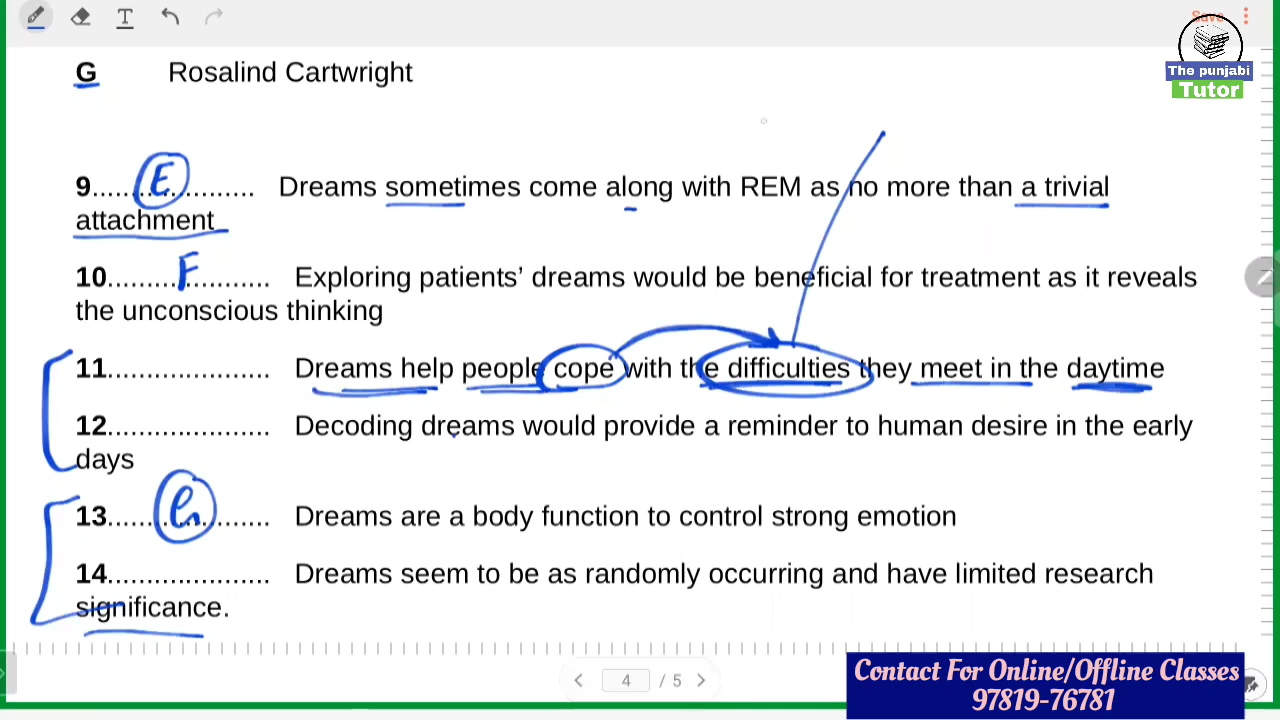 Save
The punjabi
Tutor
G Rosalind Cartwright
9..........E.......... Dreams sometimes come along with REM as no more than a trivial
attachment
10..........F.......... Exploring patients’ dreams would be beneficial for treatment as it reveals
the unconscious thinking
11..................... Dreams help people cope with the difficulties they meet in the daytime
12..................... Decoding dreams would provide a reminder to human desire in the early
days
13..................... Dreams are a body function to control strong emotion
14..................... Dreams seem to be as randomly occurring and have limited research
significance.
4 / 5
Contact For Online/Offline Classes
97819-76781